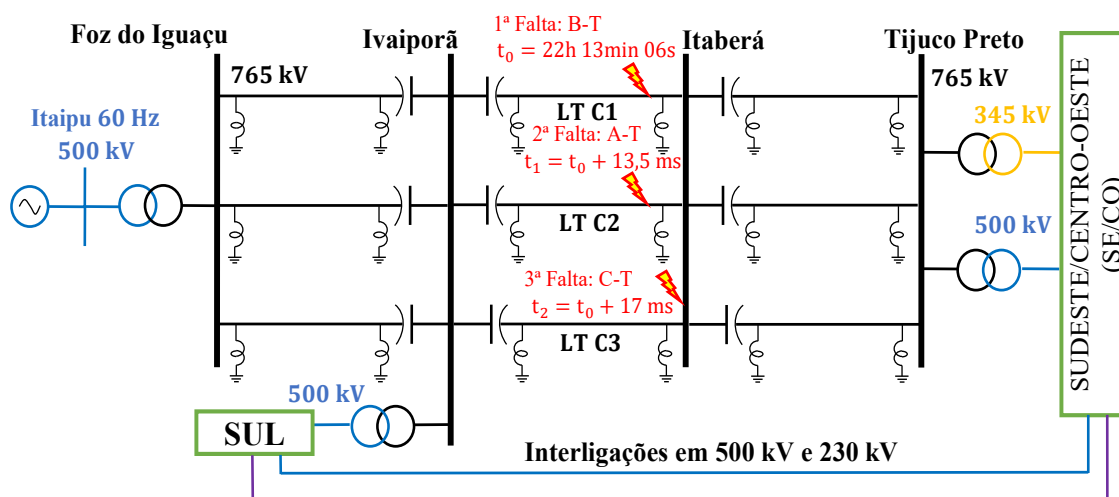 Foz do Iguaçu
Ivaiporã
1ª Falta: B-T
t₀ = 22h 13min 06s
Itaberá
Tijuco Preto
765 kV
765 kV
LT C1
Itaipu 60 Hz
500 kV
345 kV
2ª Falta: A-T
t₁ = t₀ + 13,5 ms
LT C2
500 kV
3ª Falta: C-T
t₂ = t₀ + 17 ms
LT C3
SUDESTE/CENTRO-OESTE
(SE/CO)
500 kV
SUL
Interligações em 500 kV e 230 kV